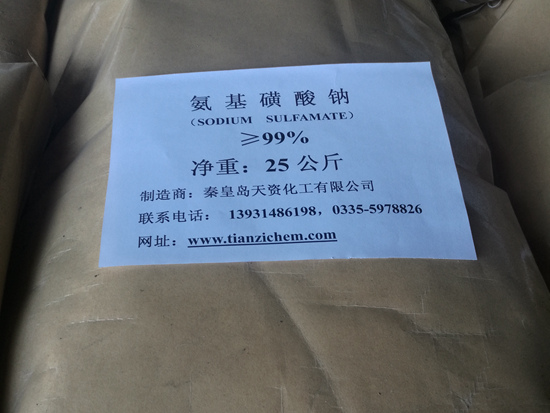 氨基磺酸钠
（SODIUM SULFAMATE）
≥99%
净重：25 公斤
制造商：秦皇岛天资化工有限公司
联系电话： 13931486198，0335-5978826
网址：www.tianzichem.com